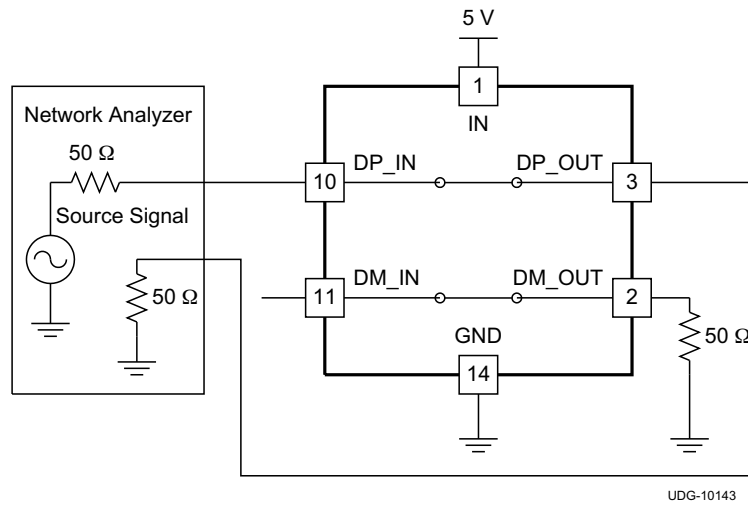 5 V
1
IN
Network Analyzer
50 Ω
Source Signal
50 Ω
10
DP_IN
DP_OUT
3
11
DM_IN
DM_OUT
2
50 Ω
GND
14
UDG-10143